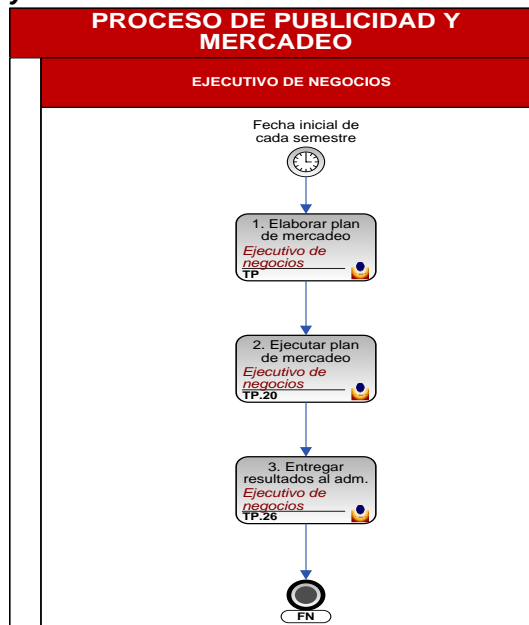 PROCESO DE PUBLICIDAD Y
MERCADEO
EJECUTIVO DE NEGOCIOS
Fecha inicial de
cada semestre
1. Elaborar plan
de mercadeo
Ejecutivo de
negocios
TP
2. Ejecutar plan
de mercadeo
Ejecutivo de
negocios
TP.20
3. Entregar
resultados al adm.
Ejecutivo de
negocios
TP.26
FN